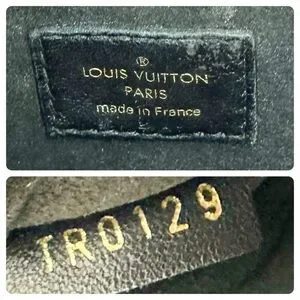 ®
LOUIS VUITTON
PARIS
made in France
TR0129